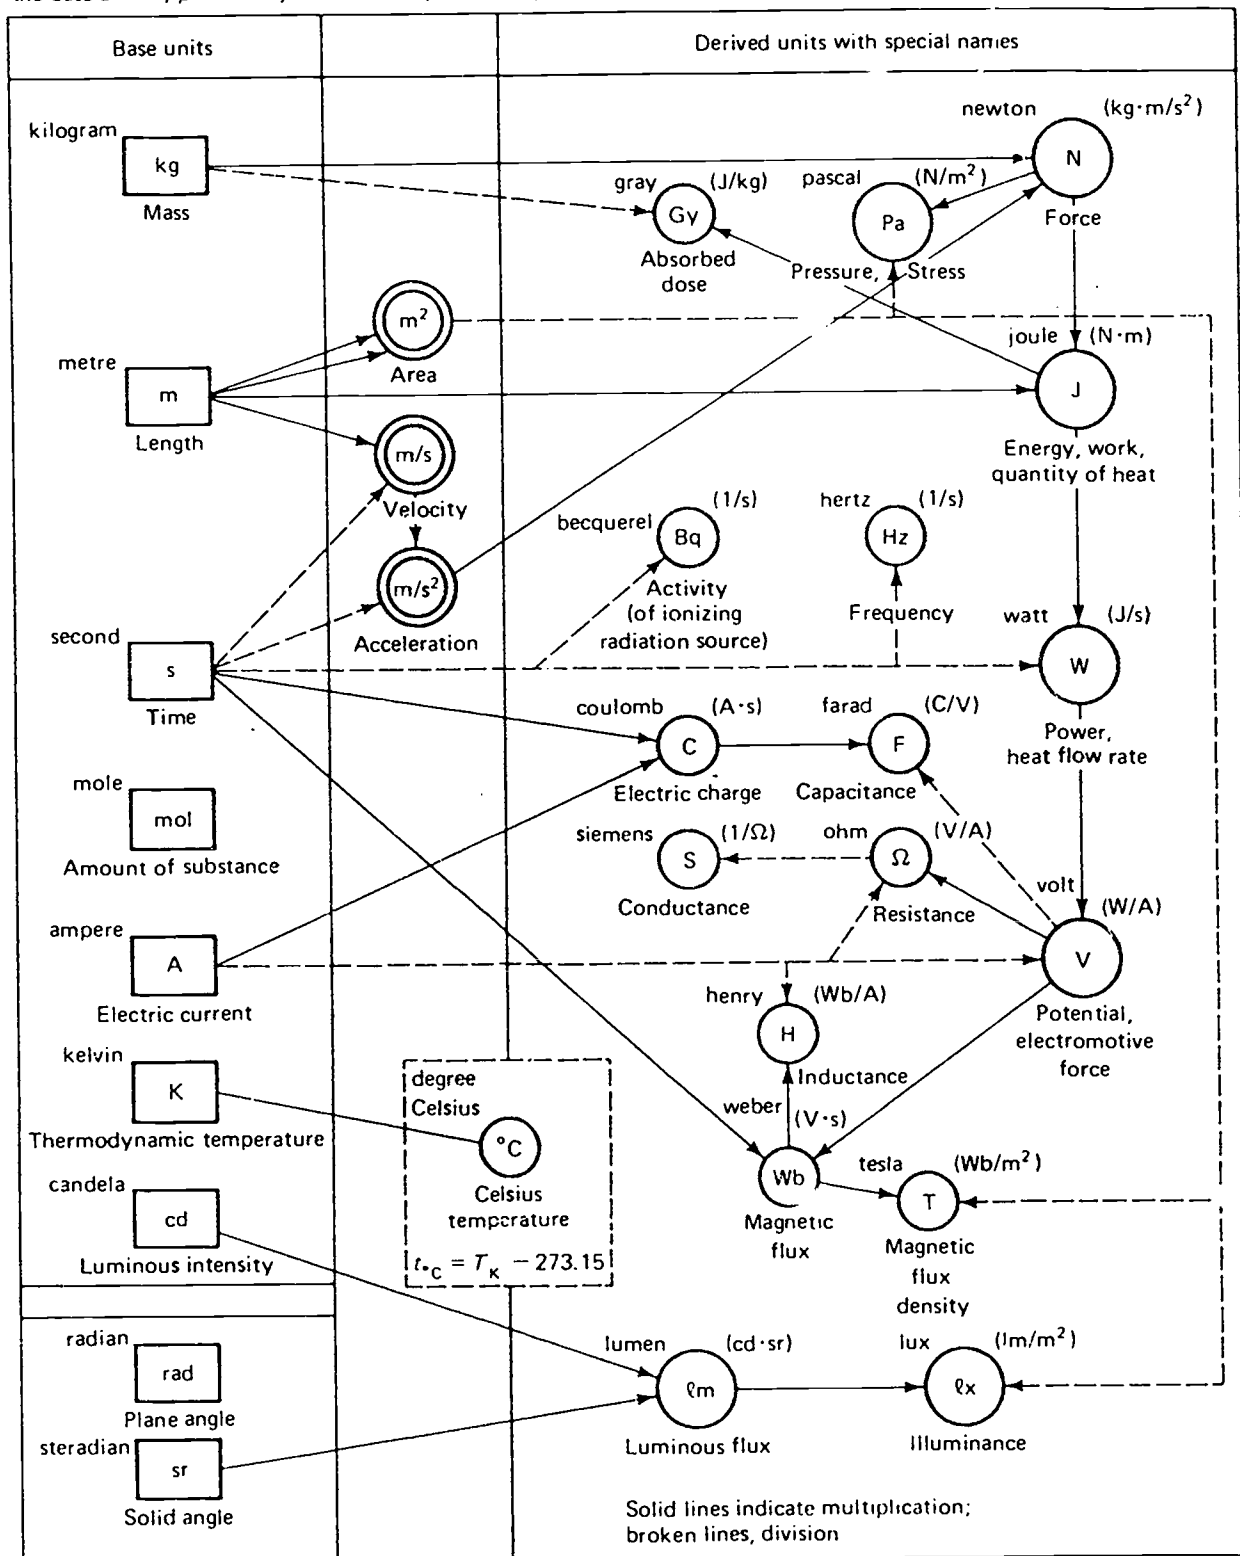 Base units
Derived units with special names
kilogram
kg
Mass
newton
(kg·m/s²)
N
Force
gray
(J/kg)
Gy
Absorbed
dose
pascal
(N/m²)
Pa
Pressure, Stress
m²
Area
metre
m
Length
joule
(N·m)
J
Energy, work,
quantity of heat
m/s
Velocity
m/s²
Acceleration
becquerel
(1/s)
Bq
Activity
(of ionizing
radiation source)
hertz
(1/s)
Hz
Frequency
second
s
Time
watt
(J/s)
W
Power,
heat flow rate
coulomb
(A·s)
C
Electric charge
farad
(C/V)
F
Capacitance
mole
mol
Amount of substance
siemens
(1/Ω)
S
Conductance
ohm
(V/A)
Ω
Resistance
volt
(W/A)
V
Potential,
electromotive
force
ampere
A
Electric current
henry
(Wb/A)
H
Inductance
kelvin
K
Thermodynamic temperature
degree
Celsius
°C
Celsius
temperature
t°C = TK − 273.15
weber
(V·s)
Wb
Magnetic
flux
tesla
(Wb/m²)
T
Magnetic
flux
density
candela
cd
Luminous intensity
radian
rad
Plane angle
lumen
(cd·sr)
ℓm
Luminous flux
lux
(lm/m²)
ℓx
Illuminance
steradian
sr
Solid angle
Solid lines indicate multiplication;
broken lines, division